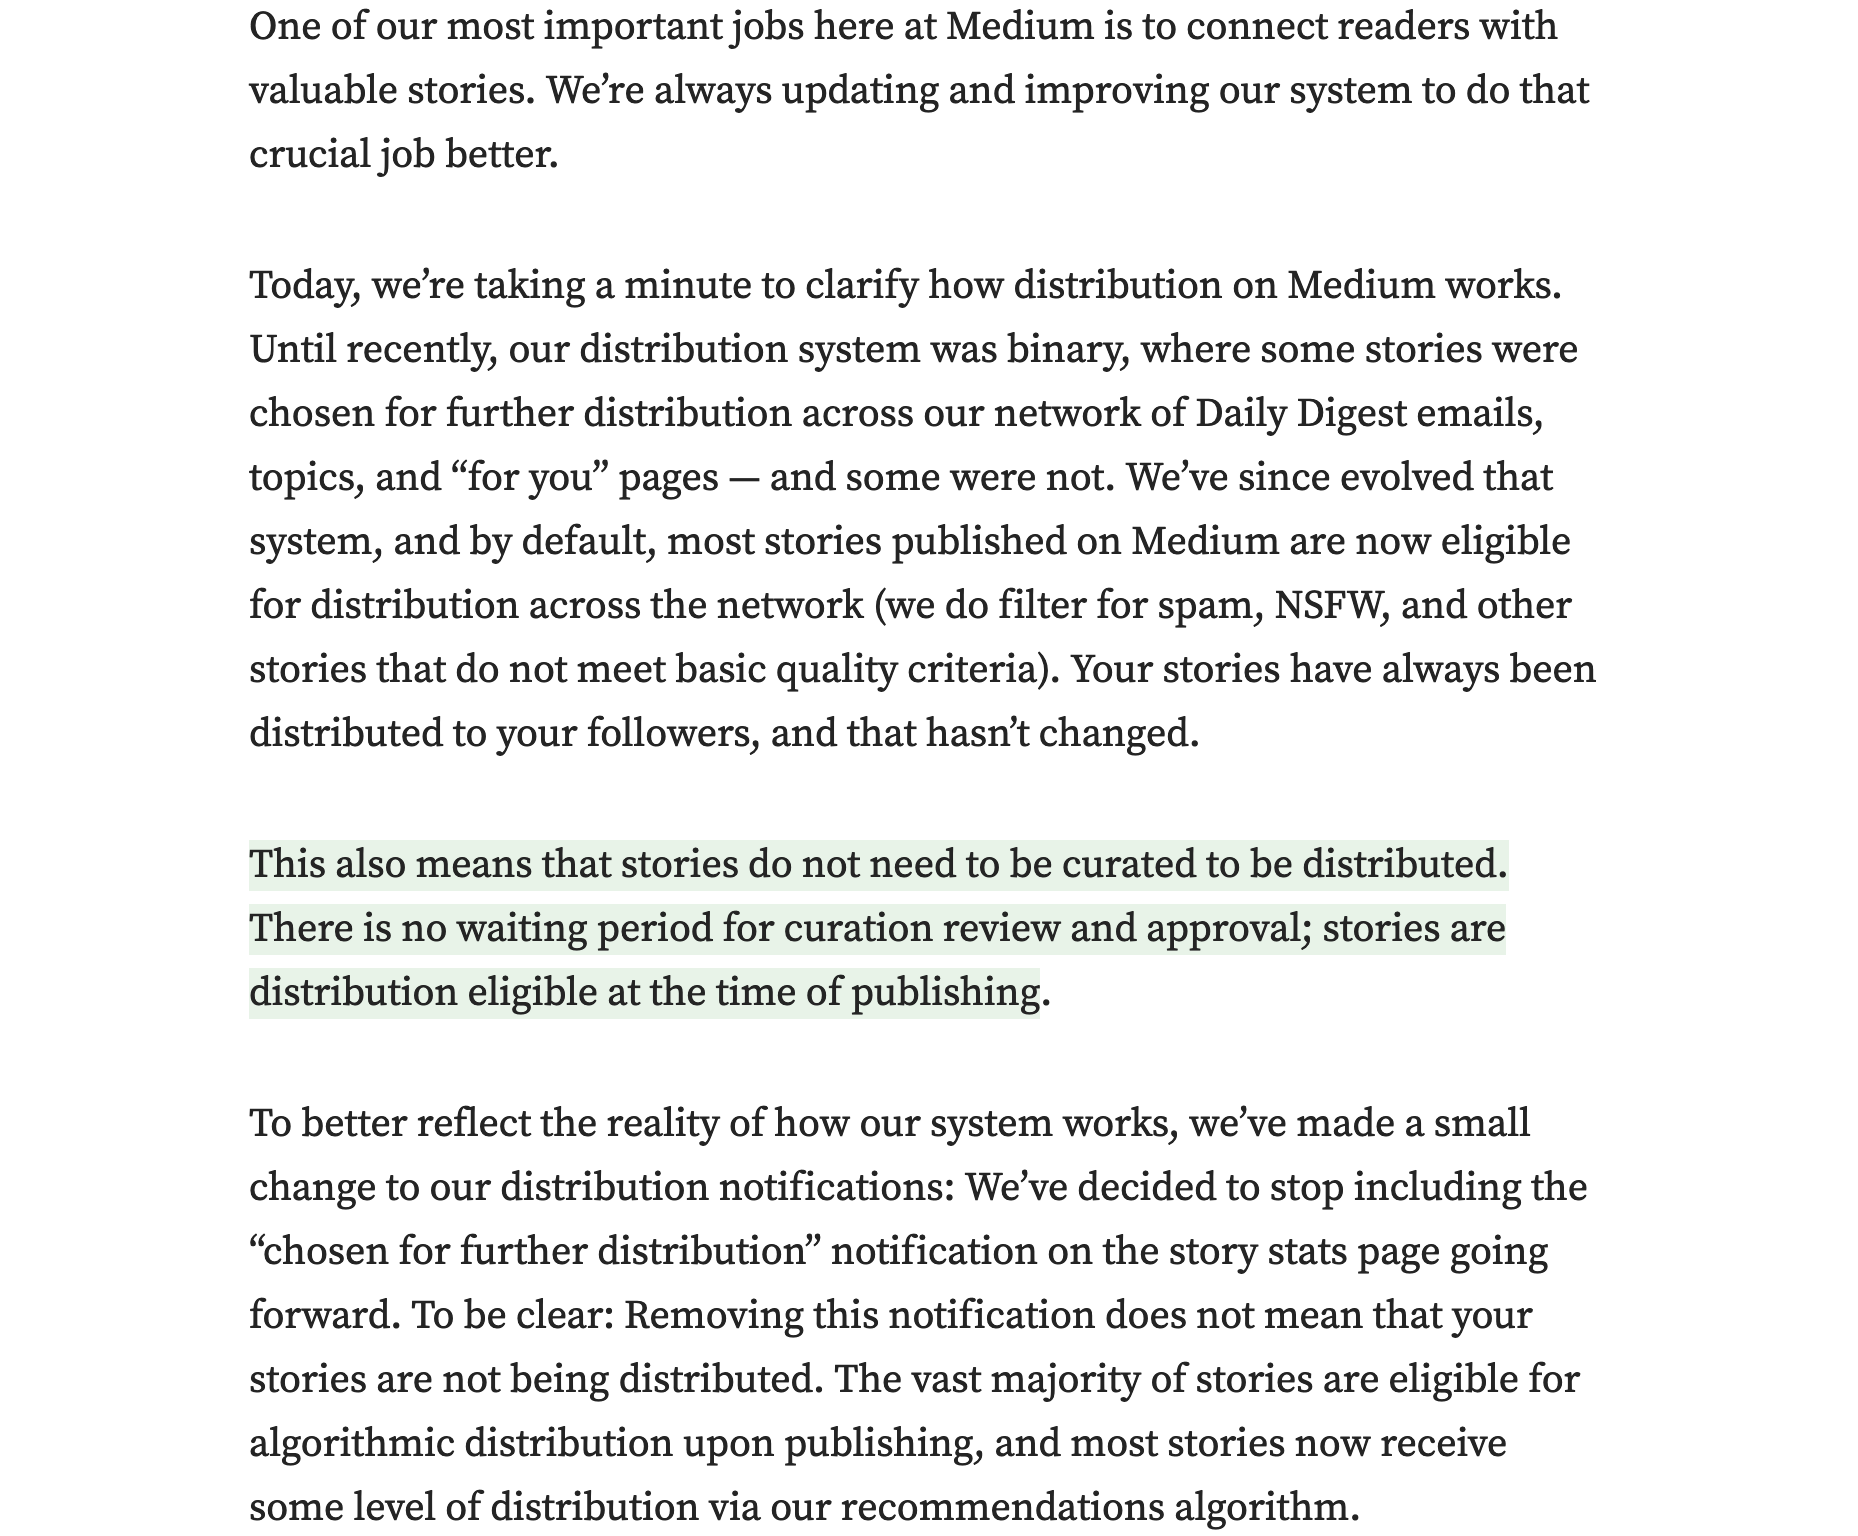 One of our most important jobs here at Medium is to connect readers with
valuable stories. We’re always updating and improving our system to do that
crucial job better.
Today, we’re taking a minute to clarify how distribution on Medium works.
Until recently, our distribution system was binary, where some stories were
chosen for further distribution across our network of Daily Digest emails,
topics, and “for you” pages — and some were not. We’ve since evolved that
system, and by default, most stories published on Medium are now eligible
for distribution across the network (we do filter for spam, NSFW, and other
stories that do not meet basic quality criteria). Your stories have always been
distributed to your followers, and that hasn’t changed.
This also means that stories do not need to be curated to be distributed.
There is no waiting period for curation review and approval; stories are
distribution eligible at the time of publishing.
To better reflect the reality of how our system works, we’ve made a small
change to our distribution notifications: We’ve decided to stop including the
“chosen for further distribution” notification on the story stats page going
forward. To be clear: Removing this notification does not mean that your
stories are not being distributed. The vast majority of stories are eligible for
algorithmic distribution upon publishing, and most stories now receive
some level of distribution via our recommendations algorithm.